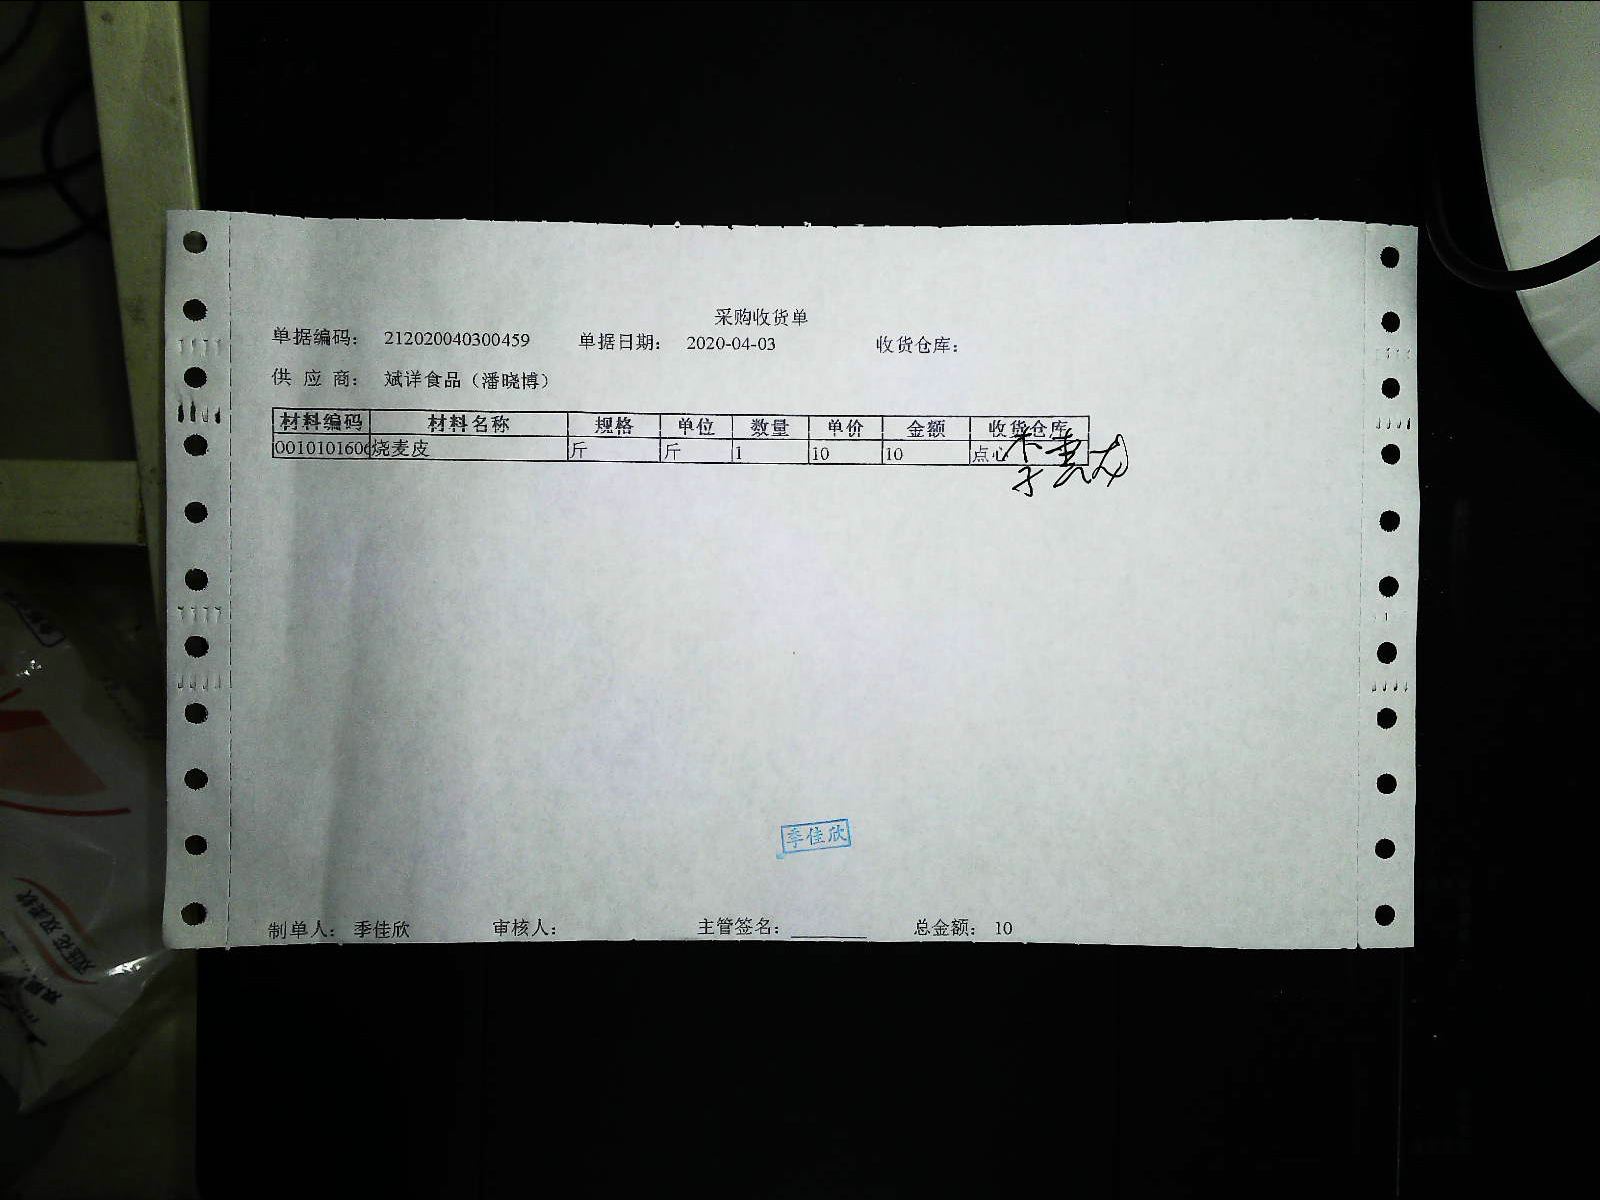 采购收货单
单据编码： 212020040300459 单据日期： 2020-04-03 收货仓库：
供 应 商： 斌洋食品（潘晓博）
材料编码 材料名称 规格 单位 数量 单价 金额 收货仓库
0010101606 烧麦皮 斤 斤 1 10 10 点心
季佳欣
制单人： 季佳欣 审核人： 主管签名： 总金额： 10